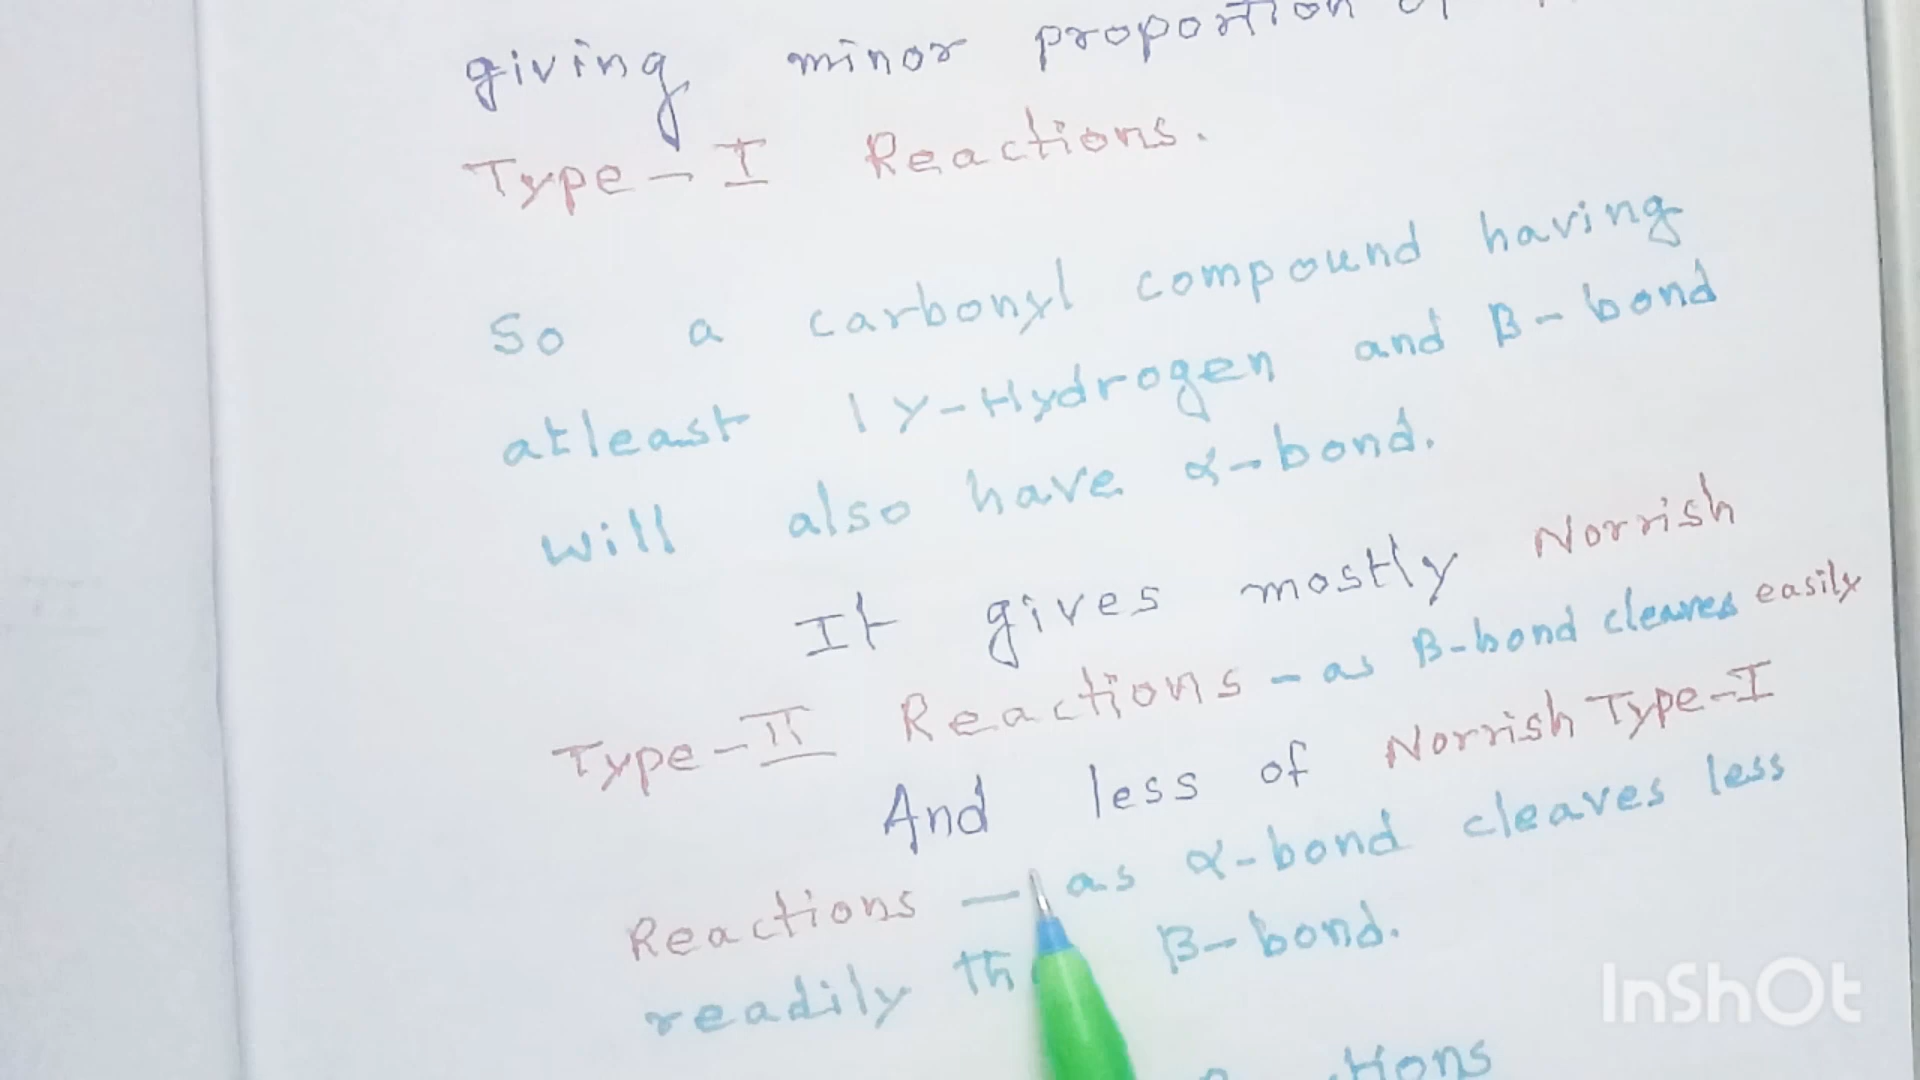 giving minor proportion of
Type-I Reactions.
So a carbonyl compound having
atleast 1 γ-Hydrogen and β-bond
will also have α-bond.
It gives mostly Norrish
Type-II Reactions - as β-bond cleaves easily
And less of Norrish Type-I
Reactions — as α-bond cleaves less
readily β-bond.
InShOt